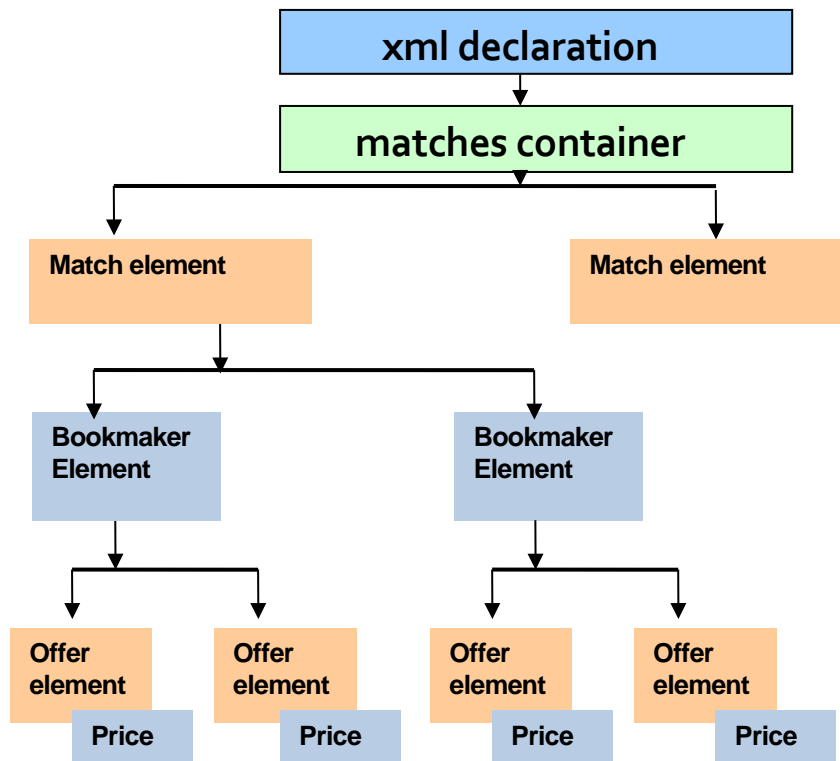 xml declaration
matches container
Match element
Match element
Bookmaker
Element
Bookmaker
Element
Offer
element
Price
Offer
element
Price
Offer
element
Price
Offer
element
Price